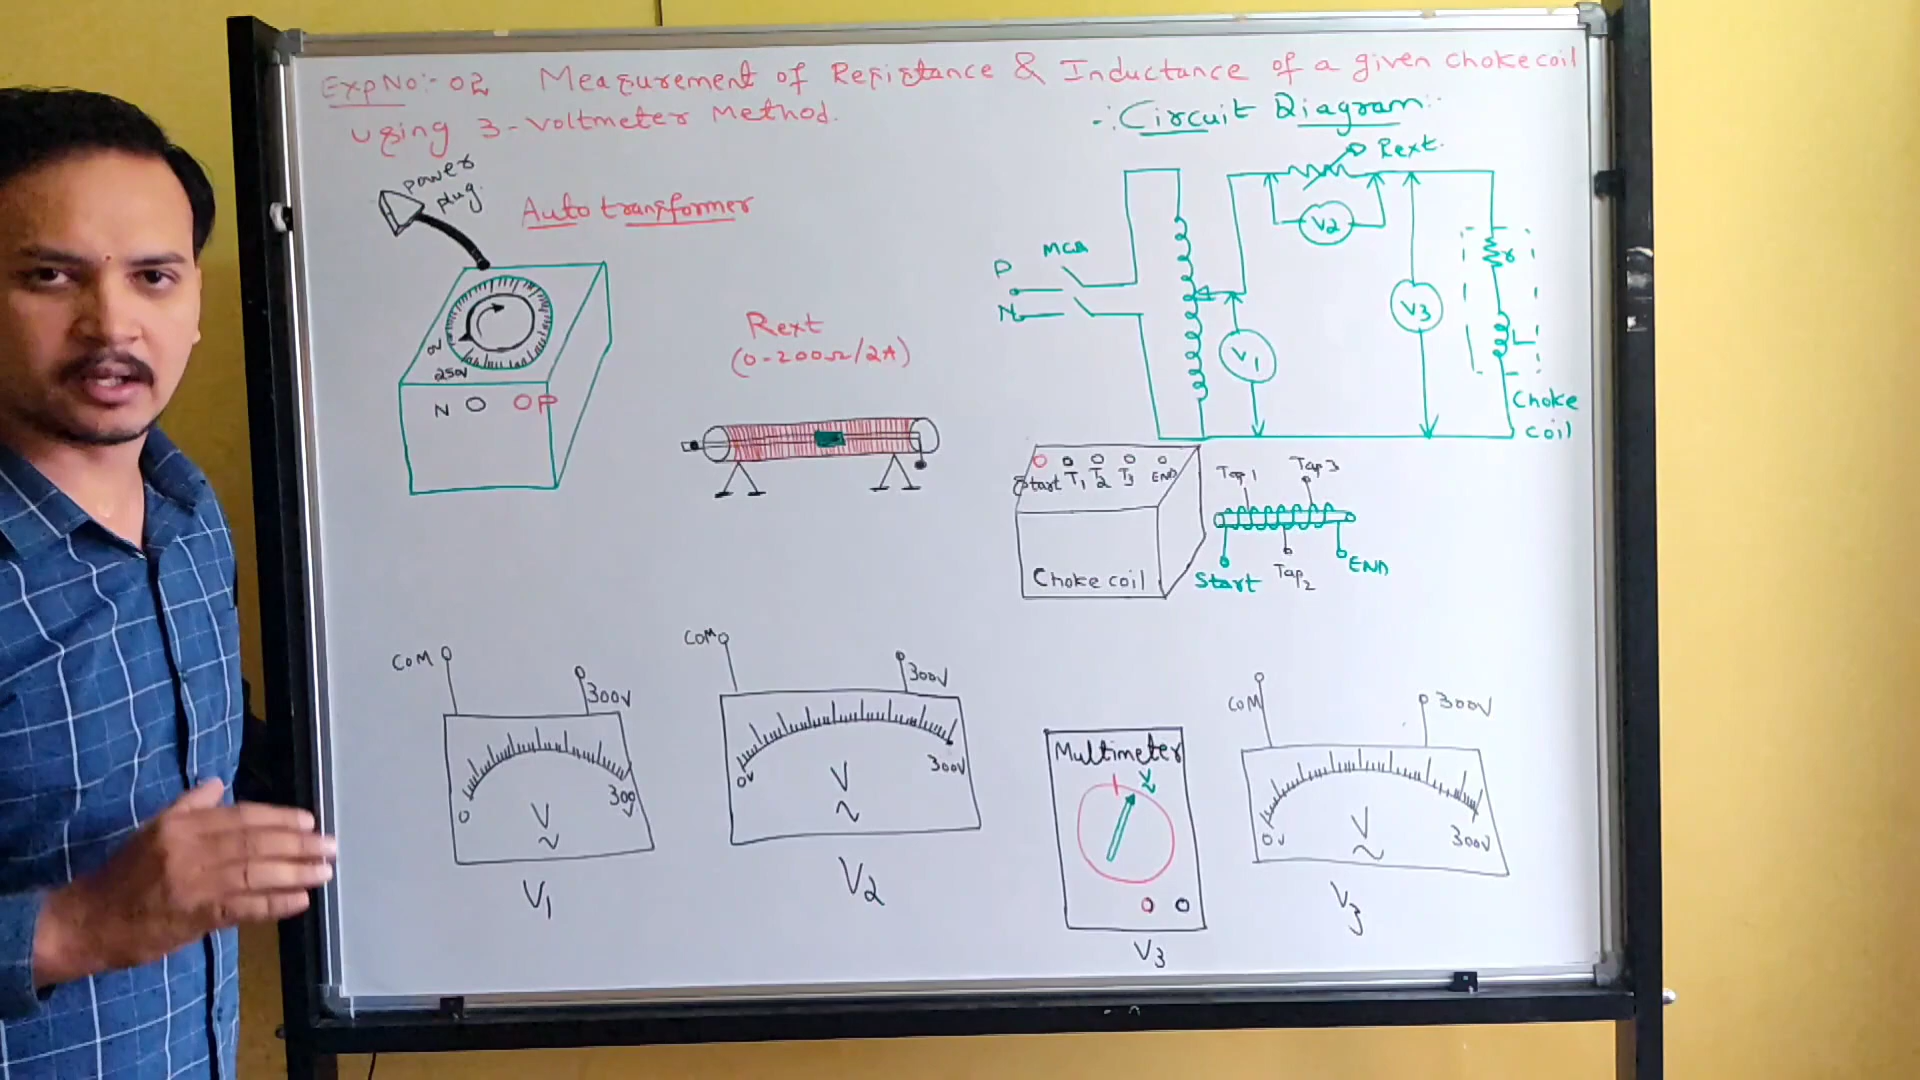 Exp No:- 02 Measurement of Resistance & Inductance of a given choke coil
using 3-Voltmeter Method.
-: Circuit Diagram:-
power
plug.
Auto transformer
0V
250V
N
P
Rext
(0-200Ω/2A)
Rext.
V2
MCB
P
N
V1
V3
r
L
Choke
coil
Start T1 T2 T3 END
Choke coil
Tap 1
Tap 3
Start
Tap2
END
COM
300V
0
300V
V
~
V1
COM
300V
0V
300V
V
~
V2
Multimeter
V
~
V3
COM
300V
0V
300V
V
~
V3